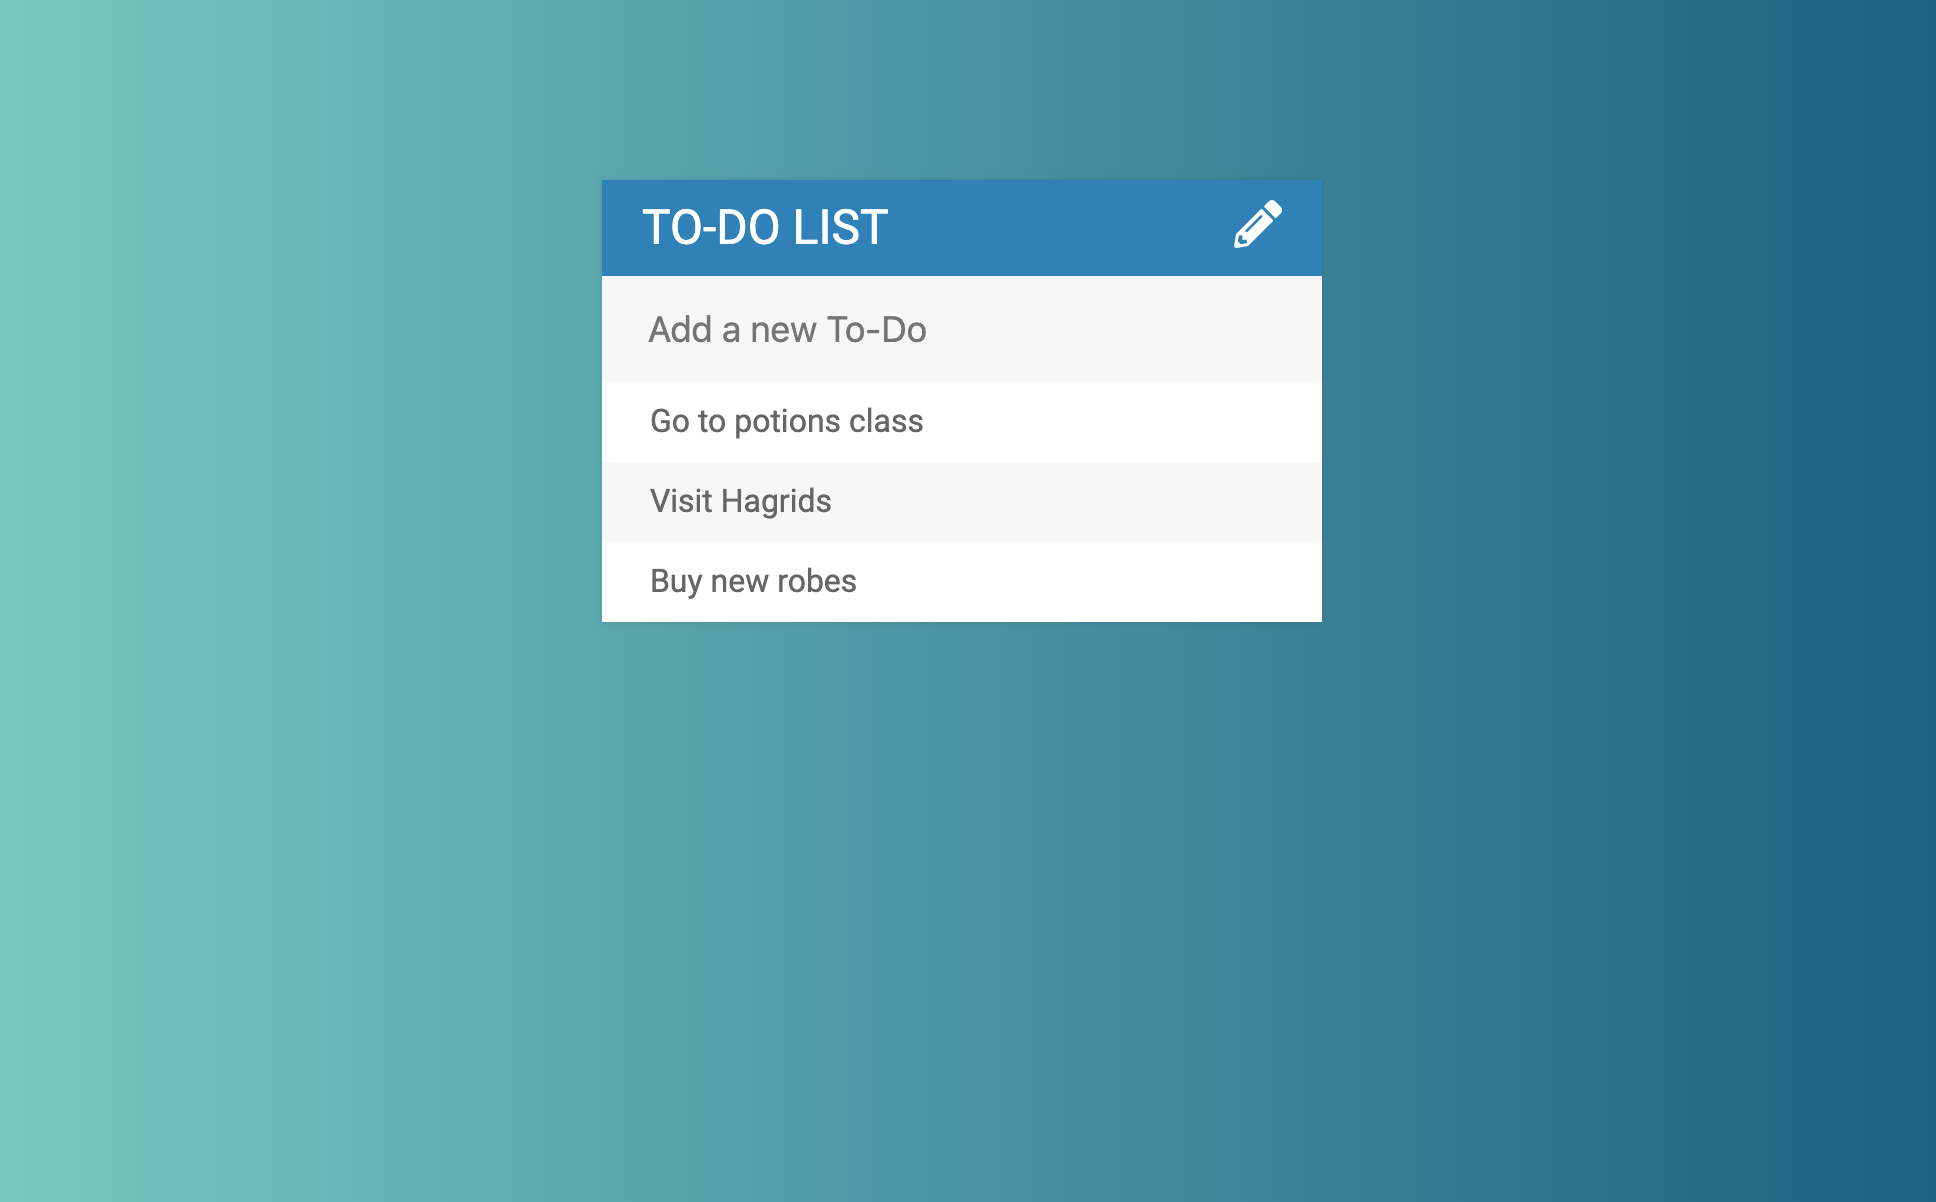 TO-DO LIST
Add a new To-Do
Go to potions class
Visit Hagrids
Buy new robes